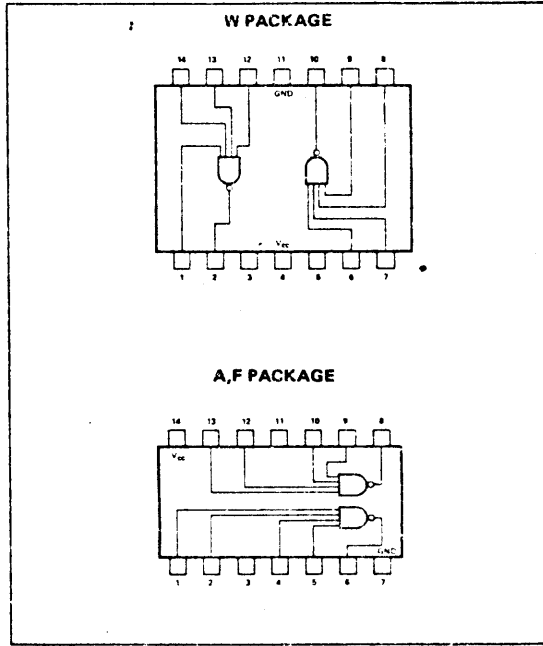 W PACKAGE
14 13 12 11 10 9 8
GND
Vcc
1 2 3 4 5 6 7
A,F PACKAGE
14 13 12 11 10 9 8
Vcc
GND
1 2 3 4 5 6 7